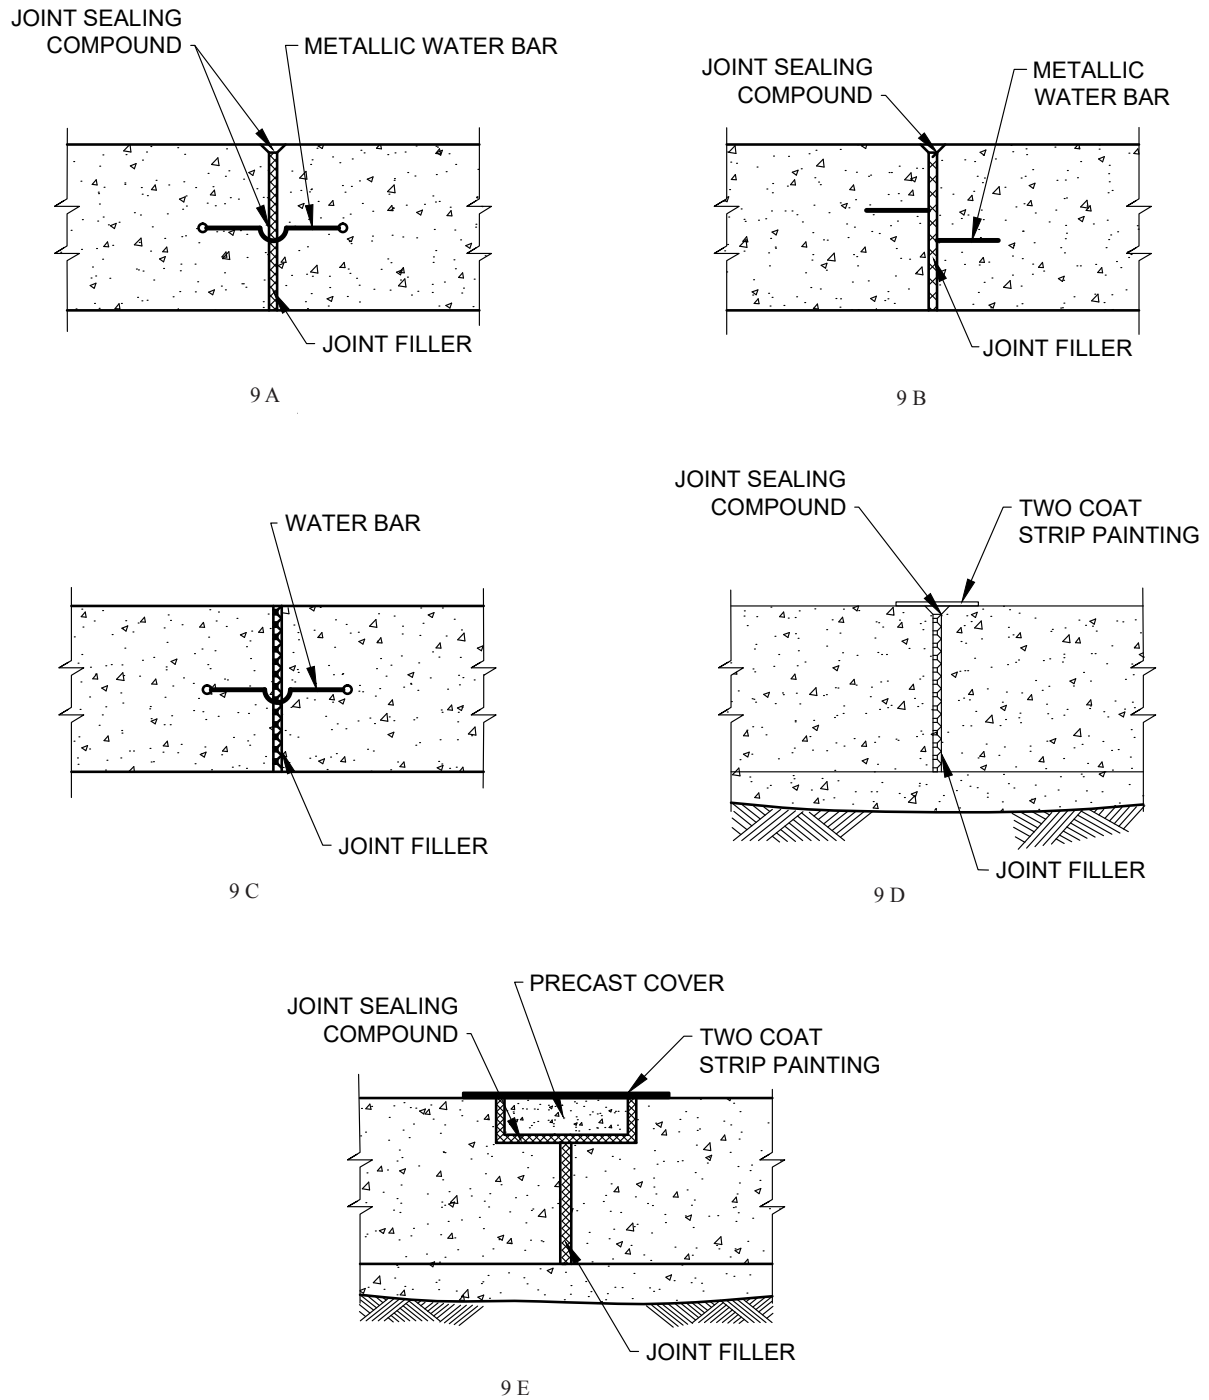 JOINT SEALING
COMPOUND
METALLIC WATER BAR
JOINT FILLER
9 A
JOINT SEALING
COMPOUND
METALLIC
WATER BAR
JOINT FILLER
9 B
WATER BAR
JOINT FILLER
9 C
JOINT SEALING
COMPOUND
TWO COAT
STRIP PAINTING
JOINT FILLER
9 D
PRECAST COVER
JOINT SEALING
COMPOUND
TWO COAT
STRIP PAINTING
JOINT FILLER
9 E